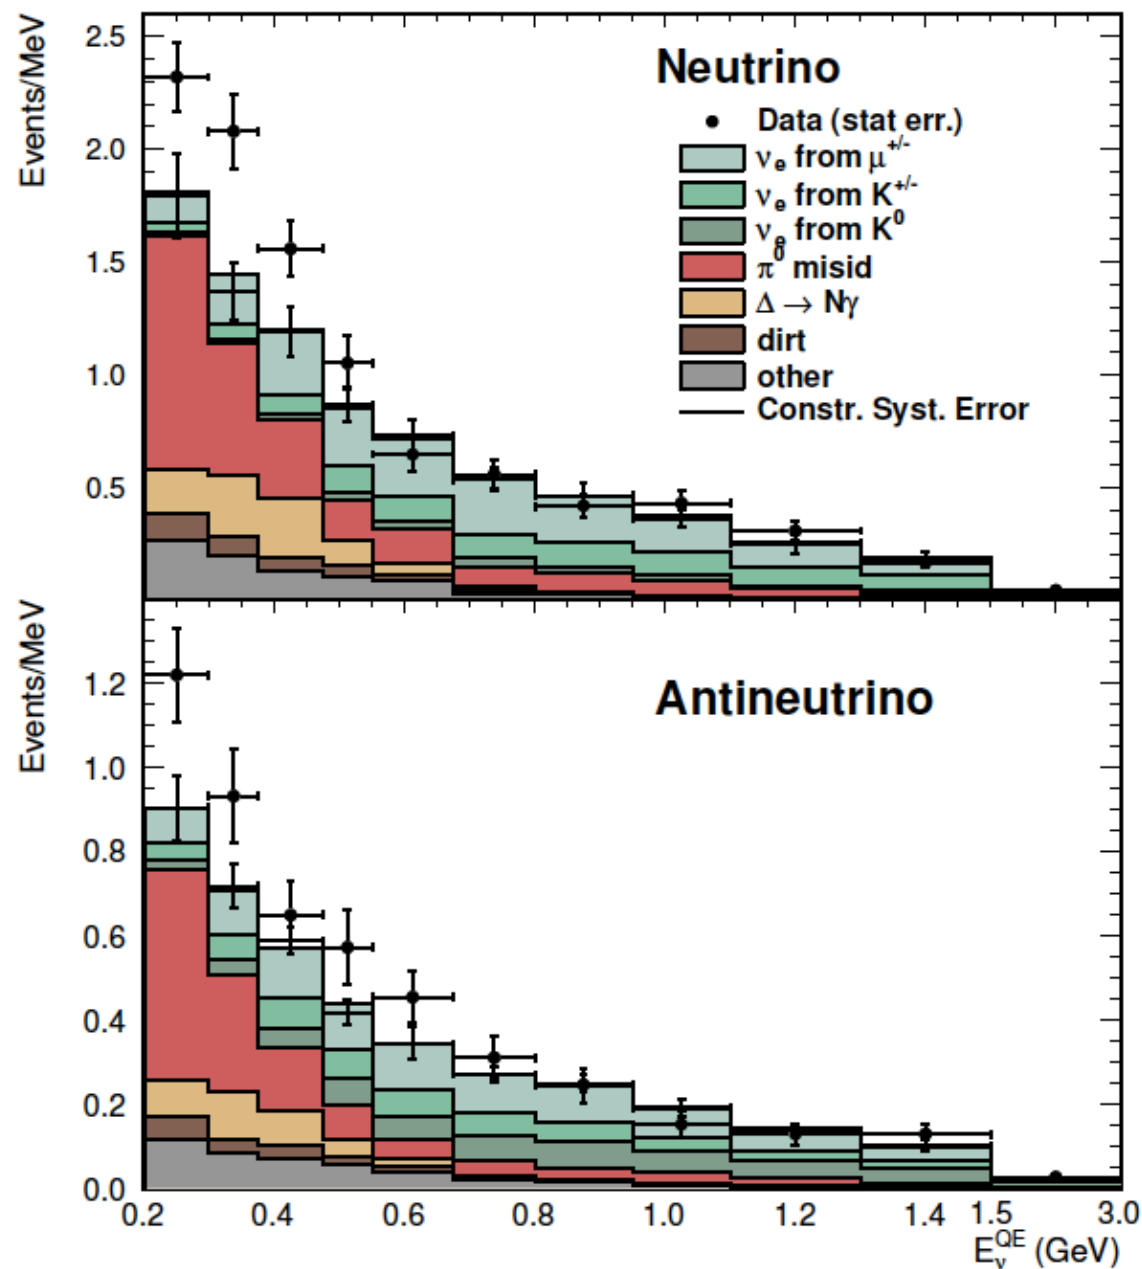 Events/MeV
2.5
2.0
1.5
1.0
0.5
Neutrino
Data (stat err.)
νe from μ+/-
νe from K+/-
νe from K0
π0 misid
Δ → Nγ
dirt
other
Constr. Syst. Error
Events/MeV
1.2
1.0
0.8
0.6
0.4
0.2
0.0
Antineutrino
0.2 0.4 0.6 0.8 1.0 1.2 1.4 1.5 3.0
EνQE (GeV)